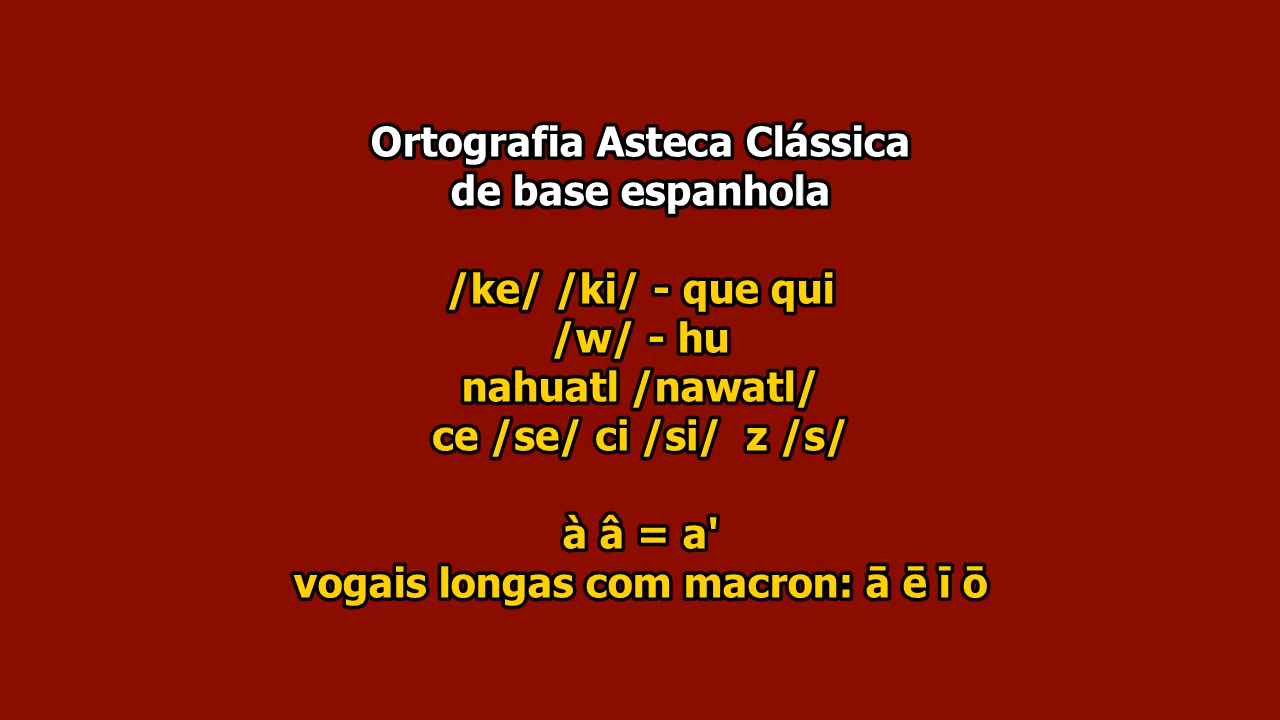 Ortografia Asteca Clássica
de base espanhola
/ke/ /ki/ - que qui
/w/ - hu
nahuatl /nawatl/
ce /se/ ci /si/  z /s/
à â = a'
vogais longas com macron: ā ē ī ō